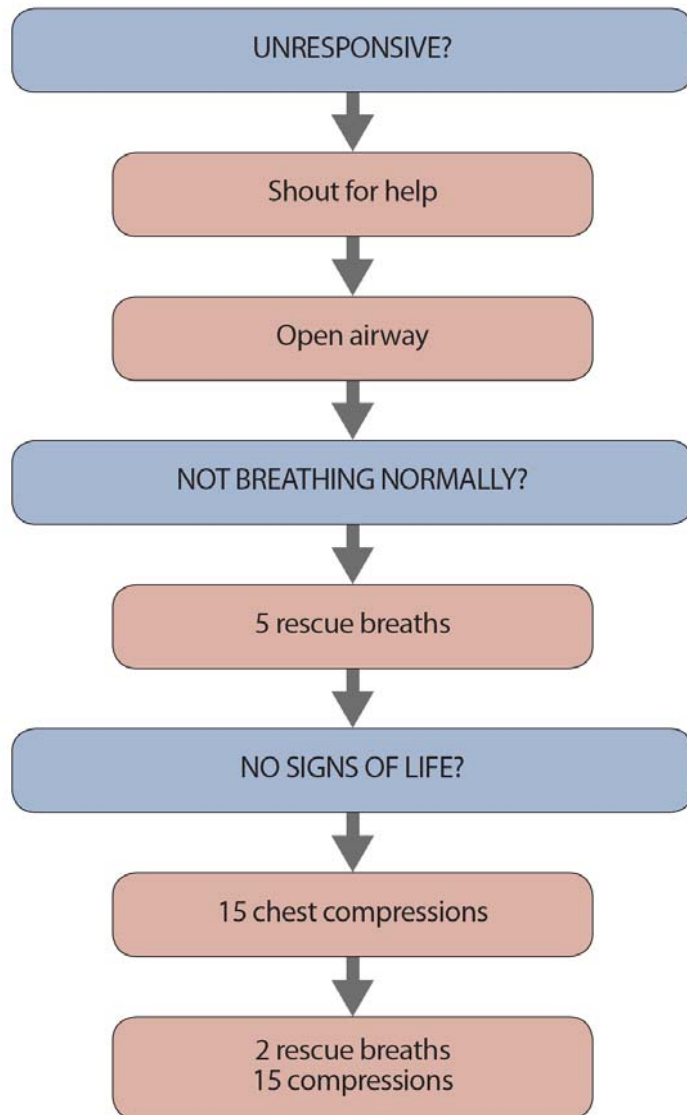 UNRESPONSIVE?
Shout for help
Open airway
NOT BREATHING NORMALLY?
5 rescue breaths
NO SIGNS OF LIFE?
15 chest compressions
2 rescue breaths
15 compressions